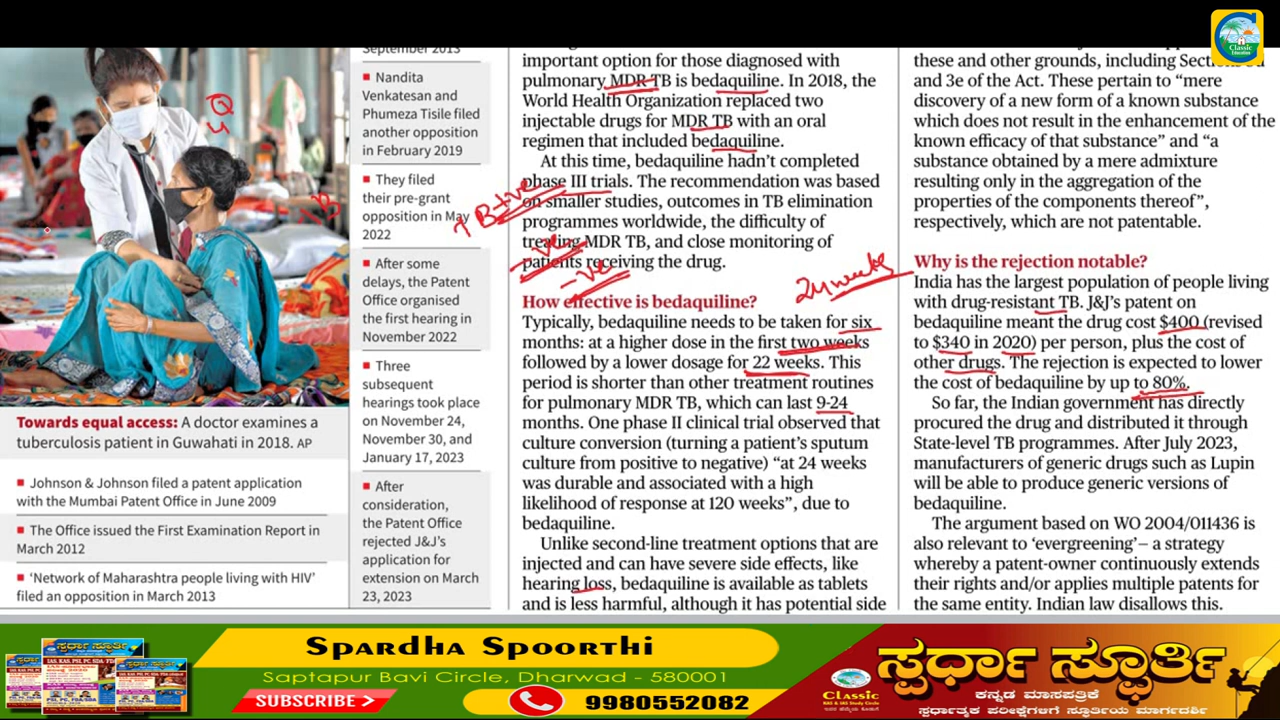 Classic
Education
Towards equal access: A doctor examines a
tuberculosis patient in Guwahati in 2018. AP
■ Johnson & Johnson filed a patent application
with the Mumbai Patent Office in June 2009
■ The Office issued the First Examination Report in
March 2012
■ ‘Network of Maharashtra people living with HIV’
filed an opposition in March 2013
September 2013
■ Nandita
Venkatesan and
Phumeza Tisile filed
another opposition
in February 2019
■ They filed
their pre-grant
opposition in May
2022
■ After some
delays, the Patent
Office organised
the first hearing in
November 2022
■ Three
subsequent
hearings took place
on November 24,
November 30, and
January 17, 2023
■ After
consideration,
the Patent Office
rejected J&J’s
application for
extension on March
23, 2023
important option for those diagnosed with
pulmonary MDR-TB is bedaquiline. In 2018, the
World Health Organization replaced two
injectable drugs for MDR TB with an oral
regimen that included bedaquiline.
At this time, bedaquiline hadn’t completed
phase III trials. The recommendation was based
on smaller studies, outcomes in TB elimination
programmes worldwide, the difficulty of
treating MDR TB, and close monitoring of
patients receiving the drug.
TB+ve
-ve
-ve
24 weeks
How effective is bedaquiline?
Typically, bedaquiline needs to be taken for six
months: at a higher dose in the first two weeks
followed by a lower dosage for 22 weeks. This
period is shorter than other treatment routines
for pulmonary MDR TB, which can last 9-24
months. One phase II clinical trial observed that
culture conversion (turning a patient’s sputum
culture from positive to negative) “at 24 weeks
was durable and associated with a high
likelihood of response at 120 weeks”, due to
bedaquiline.
Unlike second-line treatment options that are
injected and can have severe side effects, like
hearing loss, bedaquiline is available as tablets
and is less harmful, although it has potential side
these and other grounds, including Section
and 3e of the Act. These pertain to “mere
discovery of a new form of a known substance
which does not result in the enhancement of the
known efficacy of that substance” and “a
substance obtained by a mere admixture
resulting only in the aggregation of the
properties of the components thereof”,
respectively, which are not patentable.
Why is the rejection notable?
India has the largest population of people living
with drug-resistant TB. J&J’s patent on
bedaquiline meant the drug cost $400 (revised
to $340 in 2020) per person, plus the cost of
other drugs. The rejection is expected to lower
the cost of bedaquiline by up to 80%.
So far, the Indian government has directly
procured the drug and distributed it through
State-level TB programmes. After July 2023,
manufacturers of generic drugs such as Lupin
will be able to produce generic versions of
bedaquiline.
The argument based on WO 2004/011436 is
also relevant to ‘evergreening’ – a strategy
whereby a patent-owner continuously extends
their rights and/or applies multiple patents for
the same entity. Indian law disallows this.
Spardha Spoorthi
Saptapur Bavi Circle, Dharwad - 580001
SUBSCRIBE
9980552082
Classic
ಸ್ಪರ್ಧಾ ಸ್ಫೂರ್ತಿ
ಕನ್ನಡ ಮಾಸಪತ್ರಿಕೆ
ಸ್ಪರ್ಧಾತ್ಮಕ ಪರೀಕ್ಷೆಗಳಿಗೆ ಸ್ಫೂರ್ತಿಯ ಮಾರ್ಗದರ್ಶಿ